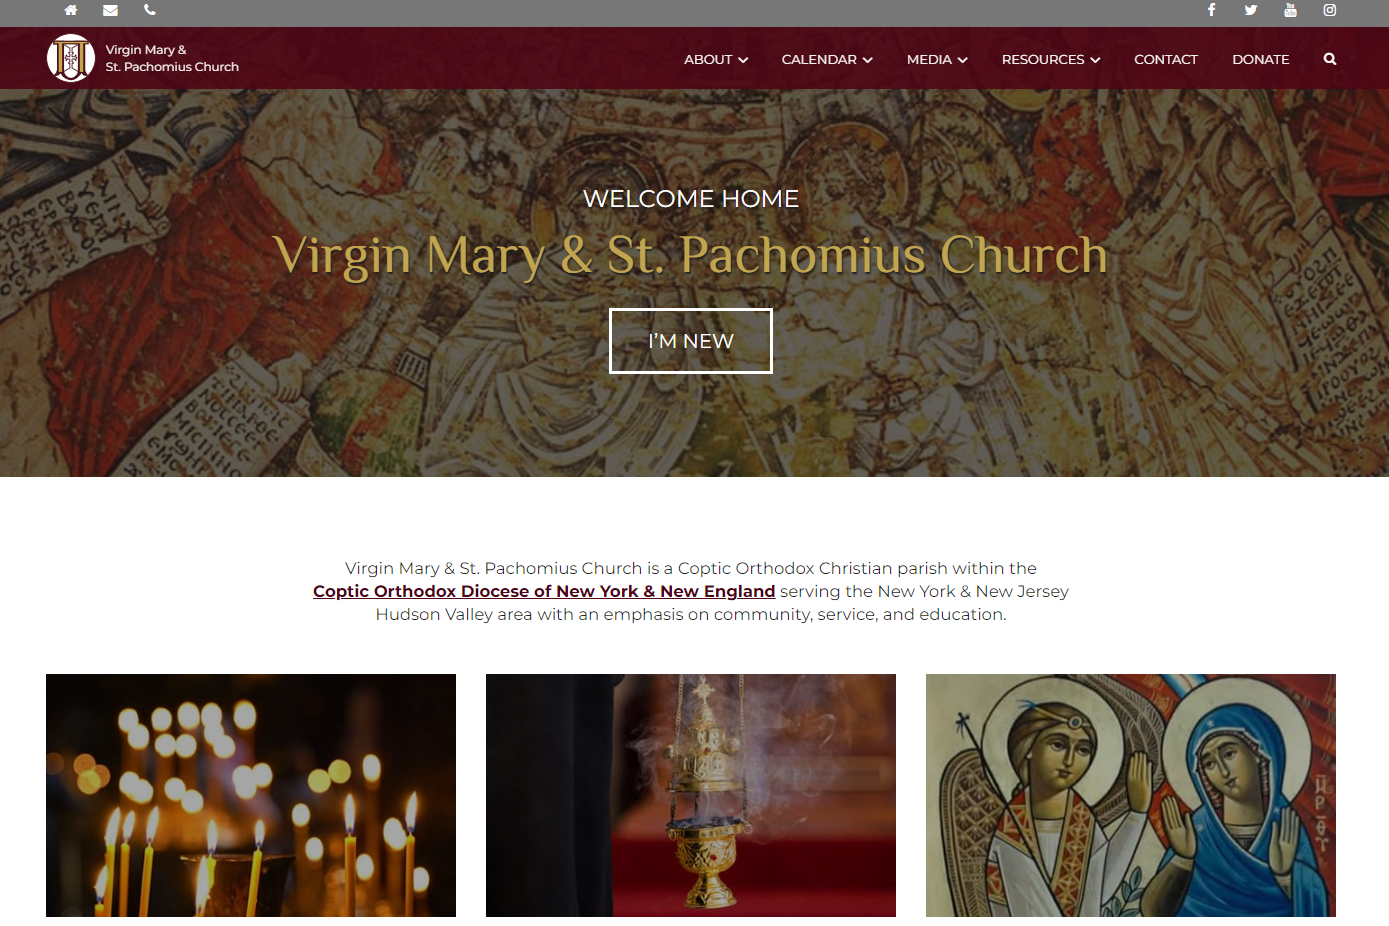 Virgin Mary &
St. Pachomius Church
ABOUT
CALENDAR
MEDIA
RESOURCES
CONTACT
DONATE
WELCOME HOME
Virgin Mary & St. Pachomius Church
I'M NEW
Virgin Mary & St. Pachomius Church is a Coptic Orthodox Christian parish within the
Coptic Orthodox Diocese of New York & New England serving the New York & New Jersey
Hudson Valley area with an emphasis on community, service, and education.